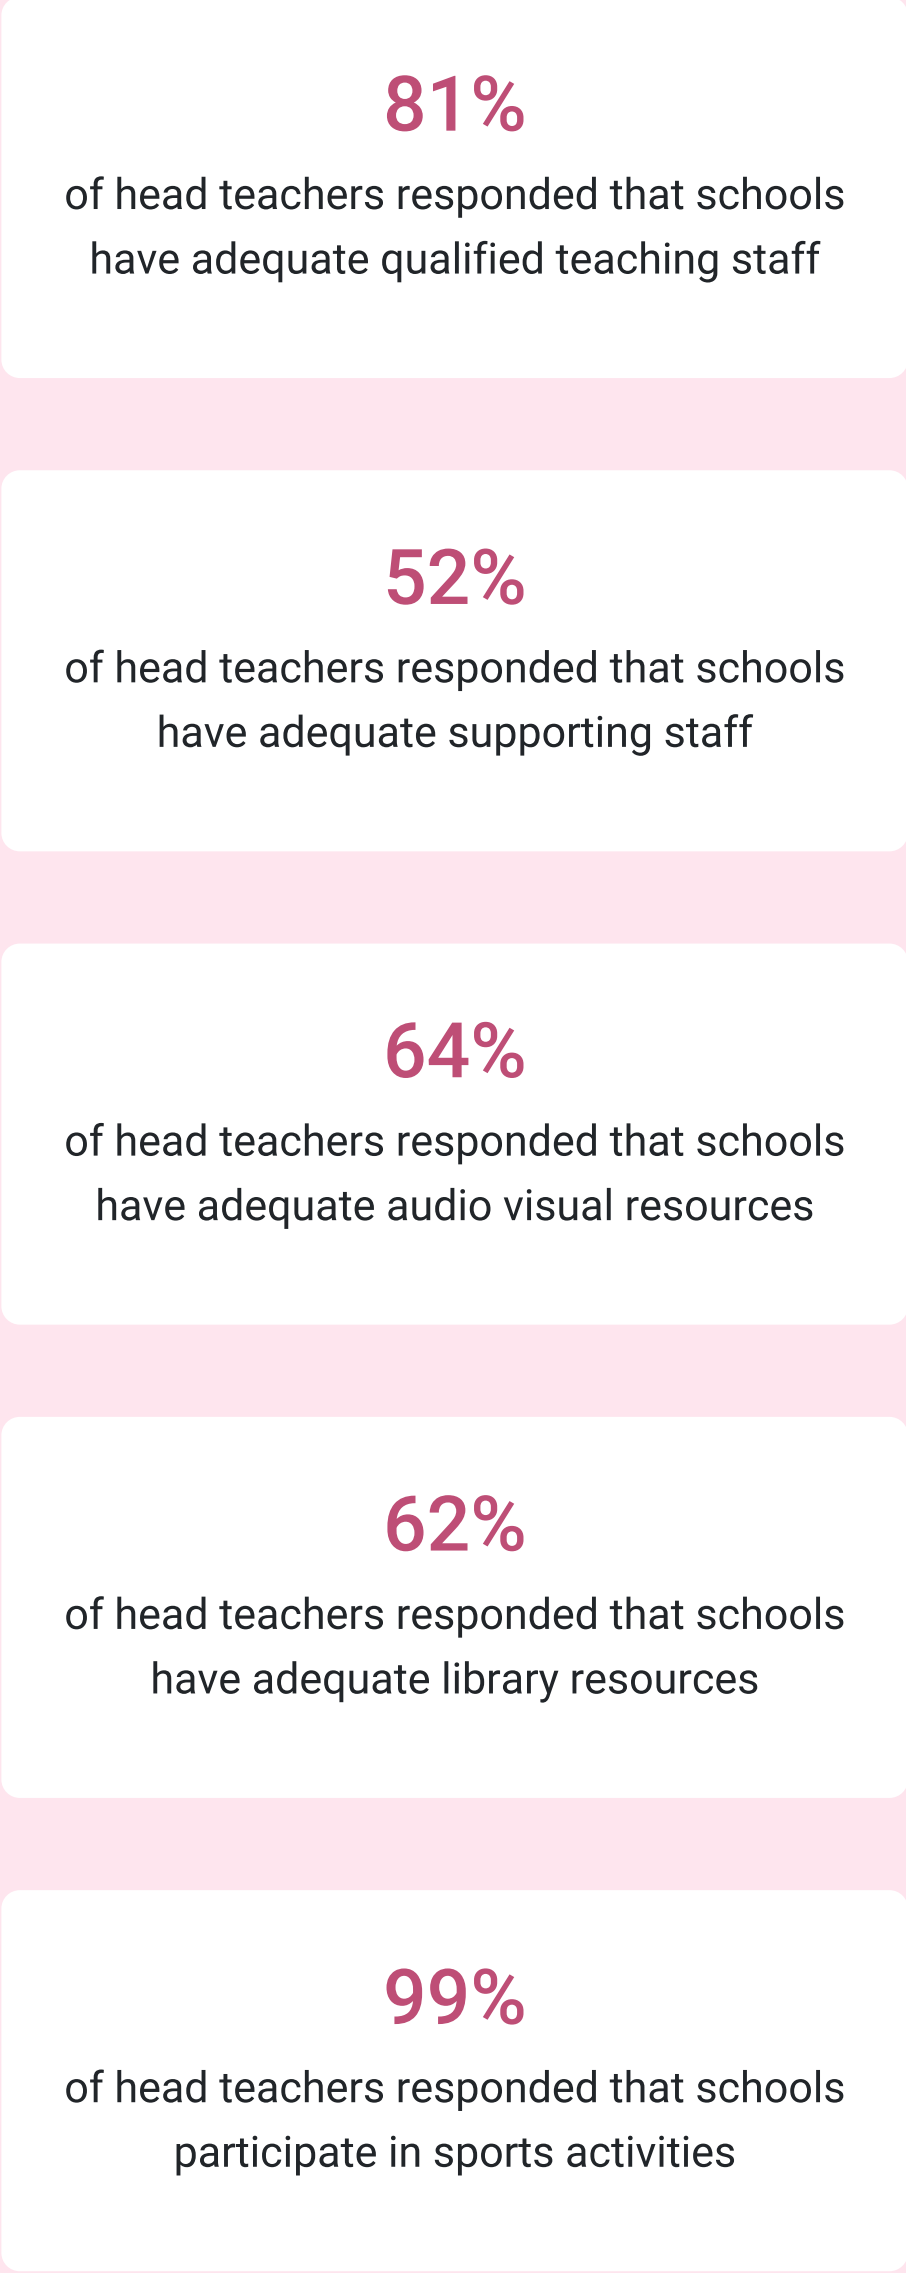 81%
of head teachers responded that schools
have adequate qualified teaching staff
52%
of head teachers responded that schools
have adequate supporting staff
64%
of head teachers responded that schools
have adequate audio visual resources
62%
of head teachers responded that schools
have adequate library resources
99%
of head teachers responded that schools
participate in sports activities